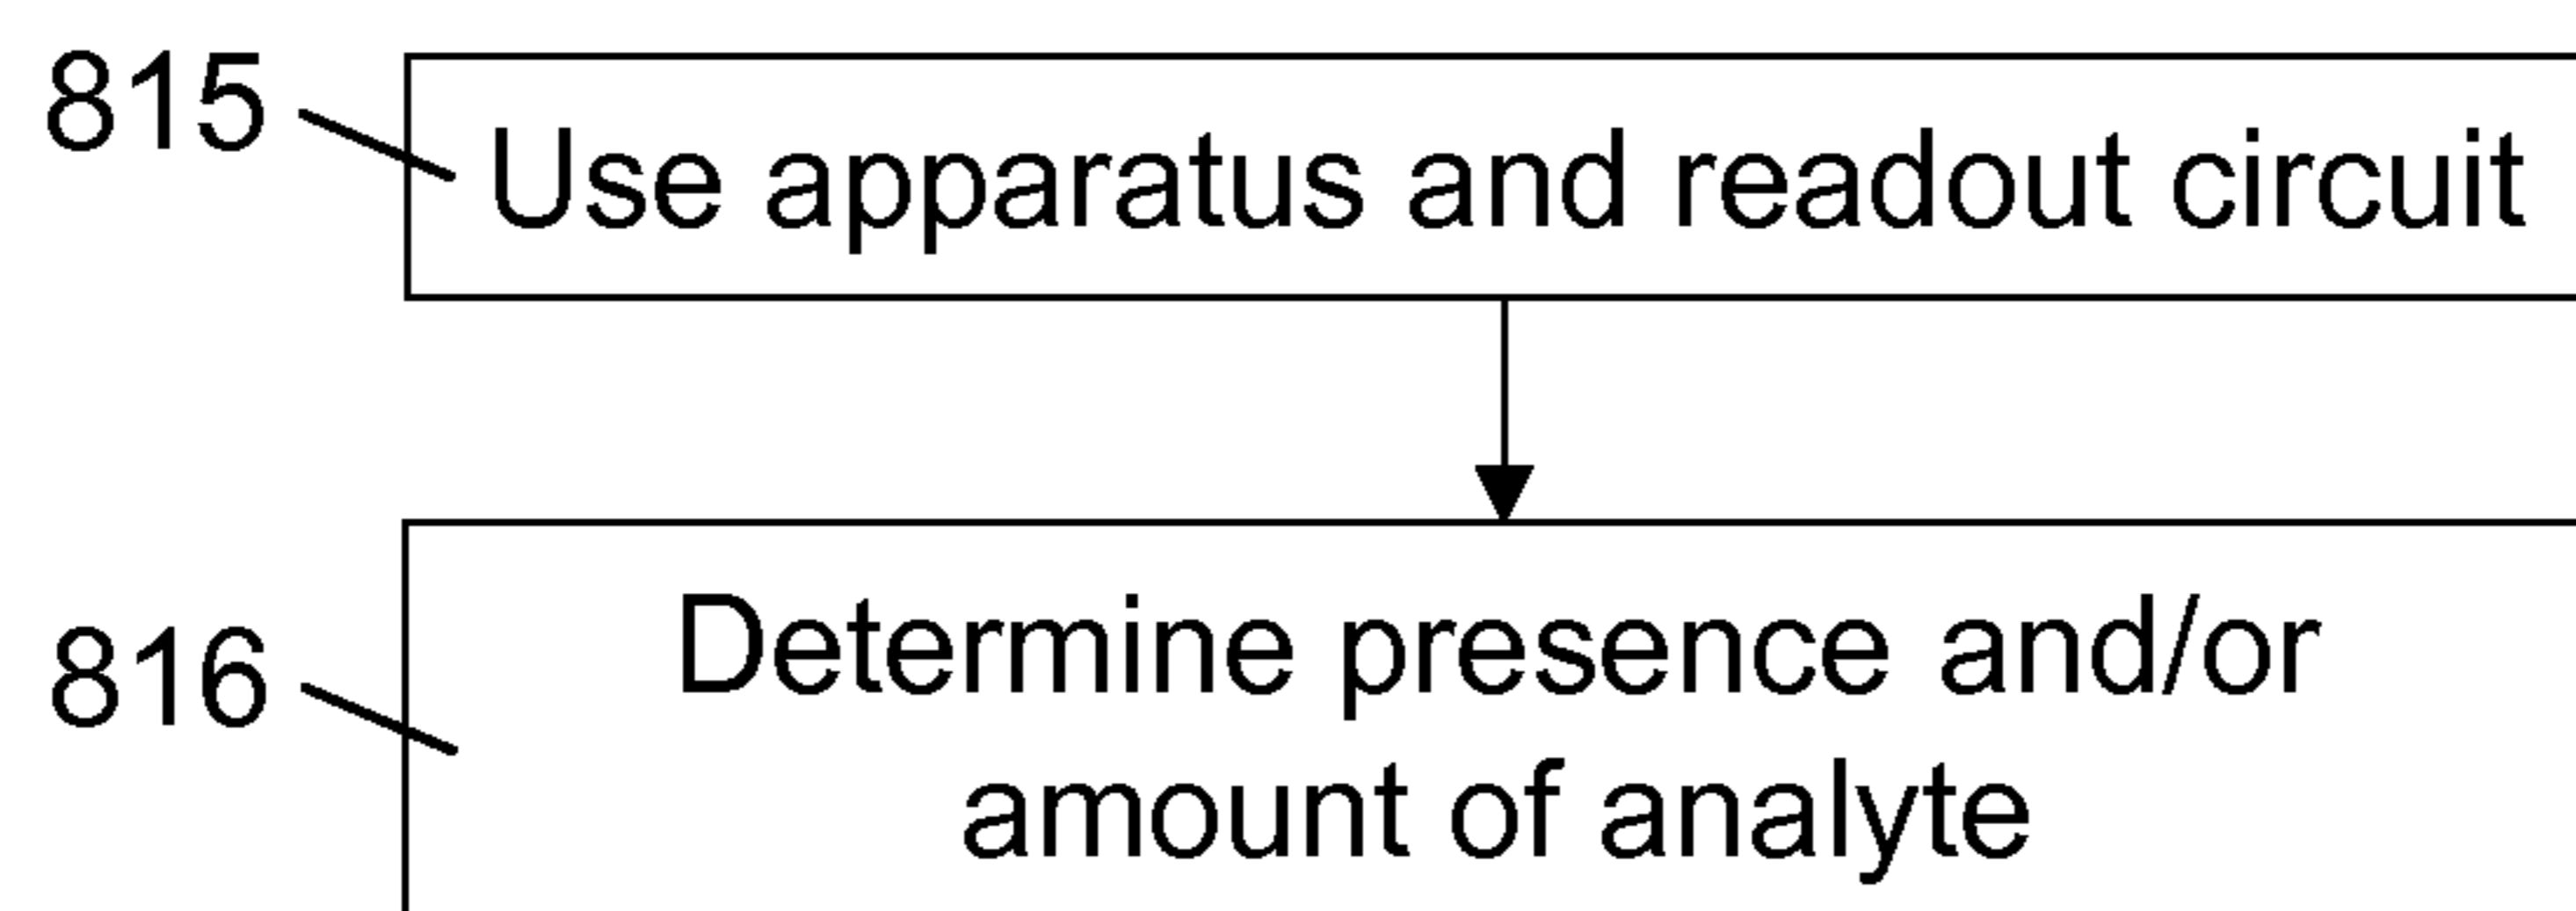 815
Use apparatus and readout circuit
816
Determine presence and/or
amount of analyte